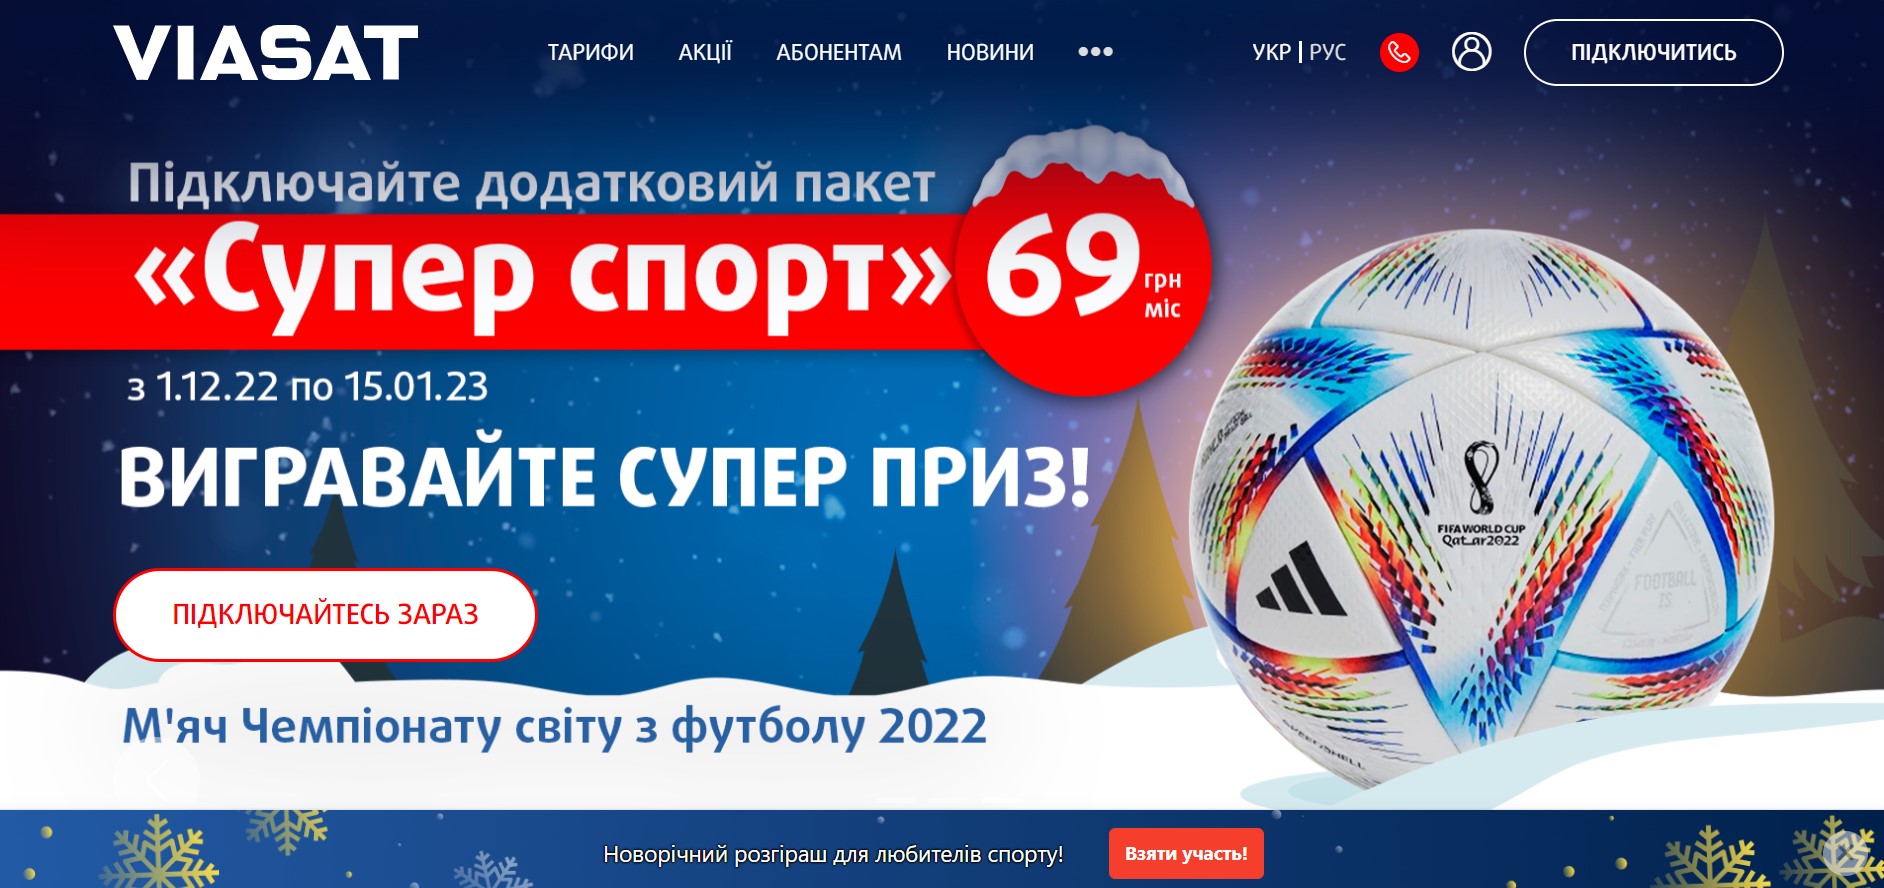 VIASAT
ТАРИФИ АКЦІЇ АБОНЕНТАМ НОВИНИ ••• УКР | РУС ПІДКЛЮЧИТИСЬ
Підключайте додатковий пакет
«Супер спорт» 69 грн
міс
з 1.12.22 по 15.01.23
ВИГРАВАЙТЕ СУПЕР ПРИЗ!
FIFA WORLD CUP
Qatar2022
FOOTBALL
ПІДКЛЮЧАЙТЕСЬ ЗАРАЗ
М'яч Чемпіонату світу з футболу 2022
Новорічний розгіраш для любителів спорту! Взяти участь!